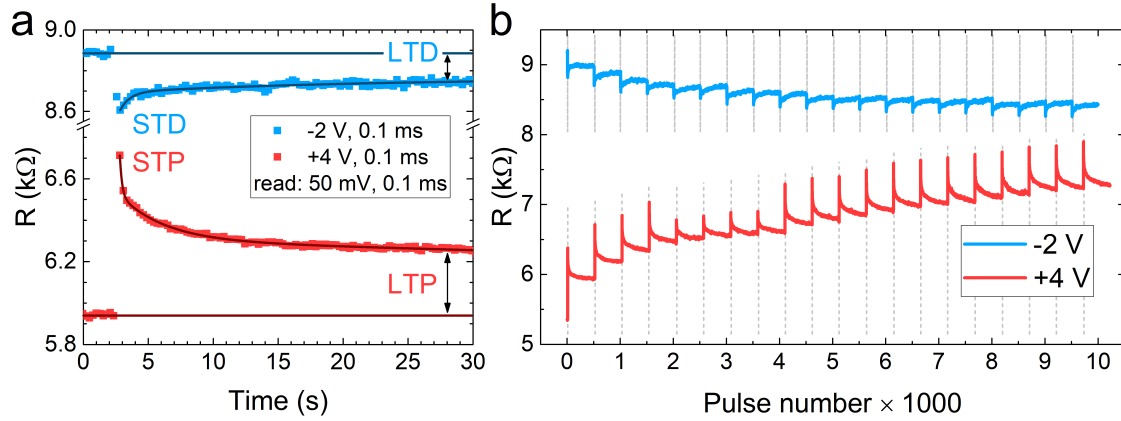 a
9.0
8.6
6.6
6.2
5.8
R (kΩ)
LTD
STD
STP
LTP
-2 V, 0.1 ms
+4 V, 0.1 ms
read: 50 mV, 0.1 ms
0 5 10 15 20 25 30
Time (s)
b
9
8
7
6
5
R (kΩ)
-2 V
+4 V
0 1 2 3 4 5 6 7 8 9 10
Pulse number × 1000